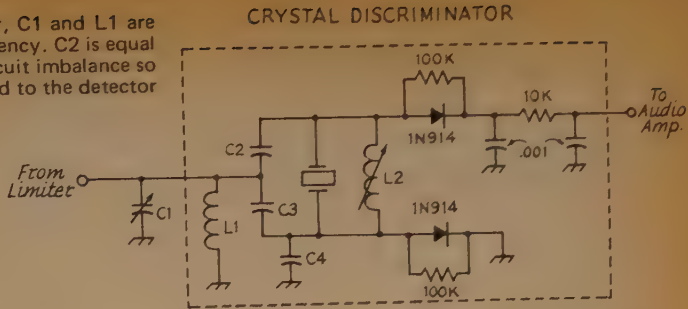 CRYSTAL DISCRIMINATOR
r, C1 and L1 are
ency. C2 is equal
cuit imbalance so
d to the detector
100K
10K
To
Audio
Amp.
1N914
.001
C2
From
Limiter
L2
C1
L1
C3
1N914
C4
100K